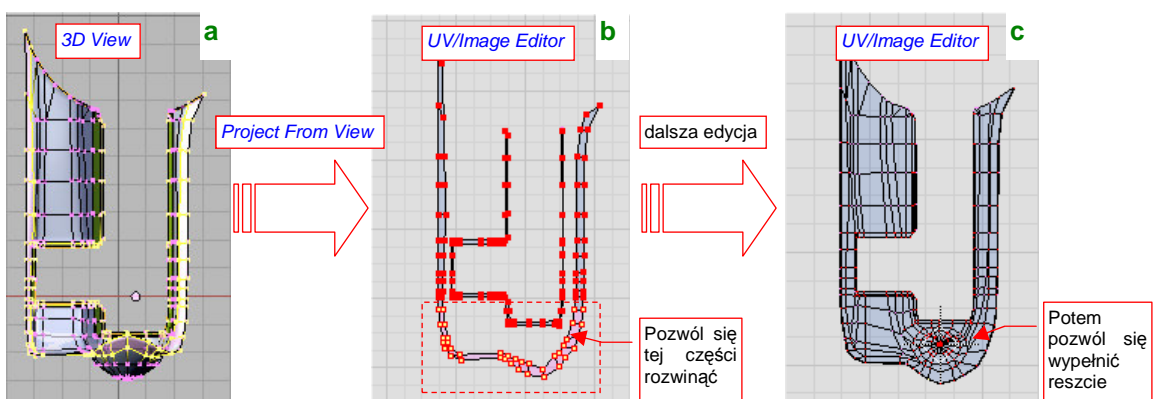 3D View
a
UV/Image Editor
b
UV/Image Editor
c
Project From View
dalsza edycja
Pozwól się
tej części
rozwinąć
Potem
pozwól się
wypełnić
reszcie